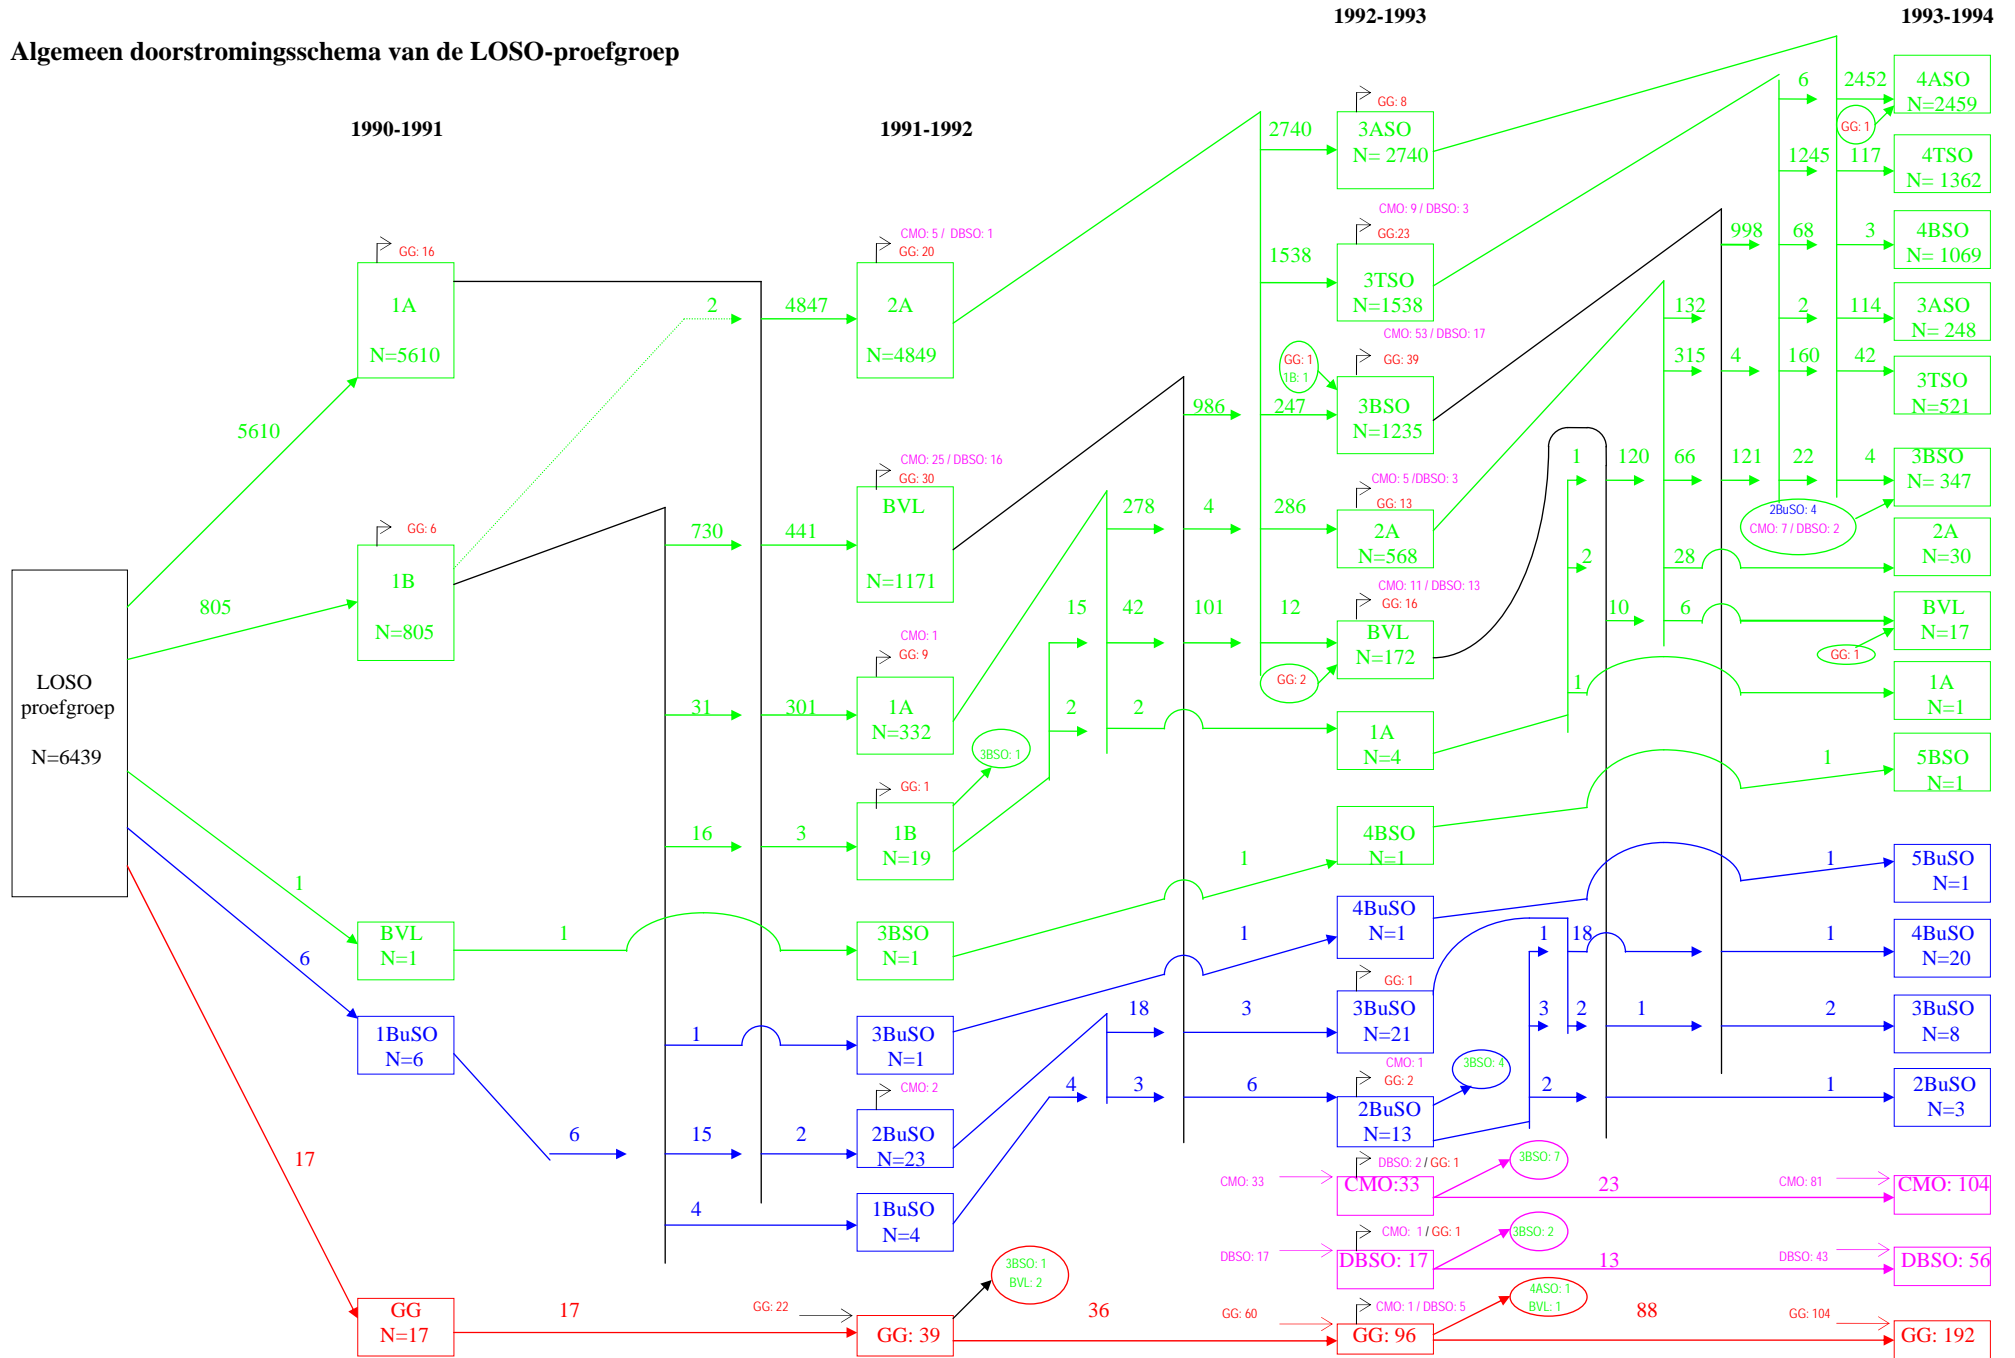 1992-1993
1993-1994
Algemeen doorstromingsschema van de LOSO-proefgroep
1990-1991
1991-1992
LOSO
proefgroep
N=6439
5610
805
1
6
17
GG: 16
1A
N=5610
GG: 6
1B
N=805
BVL
N=1
1BuSO
N=6
GG
N=17
2
1
6
17
730
31
16
1
15
4
4847
441
301
3
2
GG: 22
CMO: 5 / DBSO: 1
GG: 20
2A
N=4849
CMO: 25 / DBSO: 16
GG: 30
BVL
N=1171
CMO: 1
GG: 9
1A
N=332
GG: 1
1B
N=19
3BSO
N=1
3BuSO
N=1
CMO: 2
2BuSO
N=23
1BuSO
N=4
GG: 39
3BSO: 1
3BSO: 1
BVL: 2
15
2
4
278
42
2
18
3
986
4
101
1
1
3
6
36
2740
1538
247
286
12
GG: 1
1B: 1
GG: 2
CMO: 33
DBSO: 17
GG: 60
GG: 8
3ASO
N= 2740
CMO: 9 / DBSO: 3
GG:23
3TSO
N=1538
CMO: 53 / DBSO: 17
GG: 39
3BSO
N=1235
CMO: 5 /DBSO: 3
GG: 13
2A
N=568
CMO: 11 / DBSO: 13
GG: 16
BVL
N=172
1A
N=4
4BSO
N=1
4BuSO
N=1
GG: 1
3BuSO
N=21
CMO: 1
GG: 2
2BuSO
N=13
DBSO: 2 / GG: 1
CMO:33
CMO: 1 / GG: 1
DBSO: 17
CMO: 1 / DBSO: 5
GG: 96
3BSO: 4
3BSO: 7
3BSO: 2
4ASO: 1
BVL: 1
1
3
2
1
2
1
18
2
120
10
1
132
315
66
28
6
998
4
121
6
1245
68
2
160
22
2452
117
3
114
42
4
1
1
1
2
1
23
13
88
GG: 1
2BuSO: 4
CMO: 7 / DBSO: 2
GG: 1
CMO: 81
DBSO: 43
GG: 104
4ASO
N=2459
4TSO
N= 1362
4BSO
N= 1069
3ASO
N= 248
3TSO
N=521
3BSO
N= 347
2A
N=30
BVL
N=17
1A
N=1
5BSO
N=1
5BuSO
N=1
4BuSO
N=20
3BuSO
N=8
2BuSO
N=3
CMO: 104
DBSO: 56
GG: 192